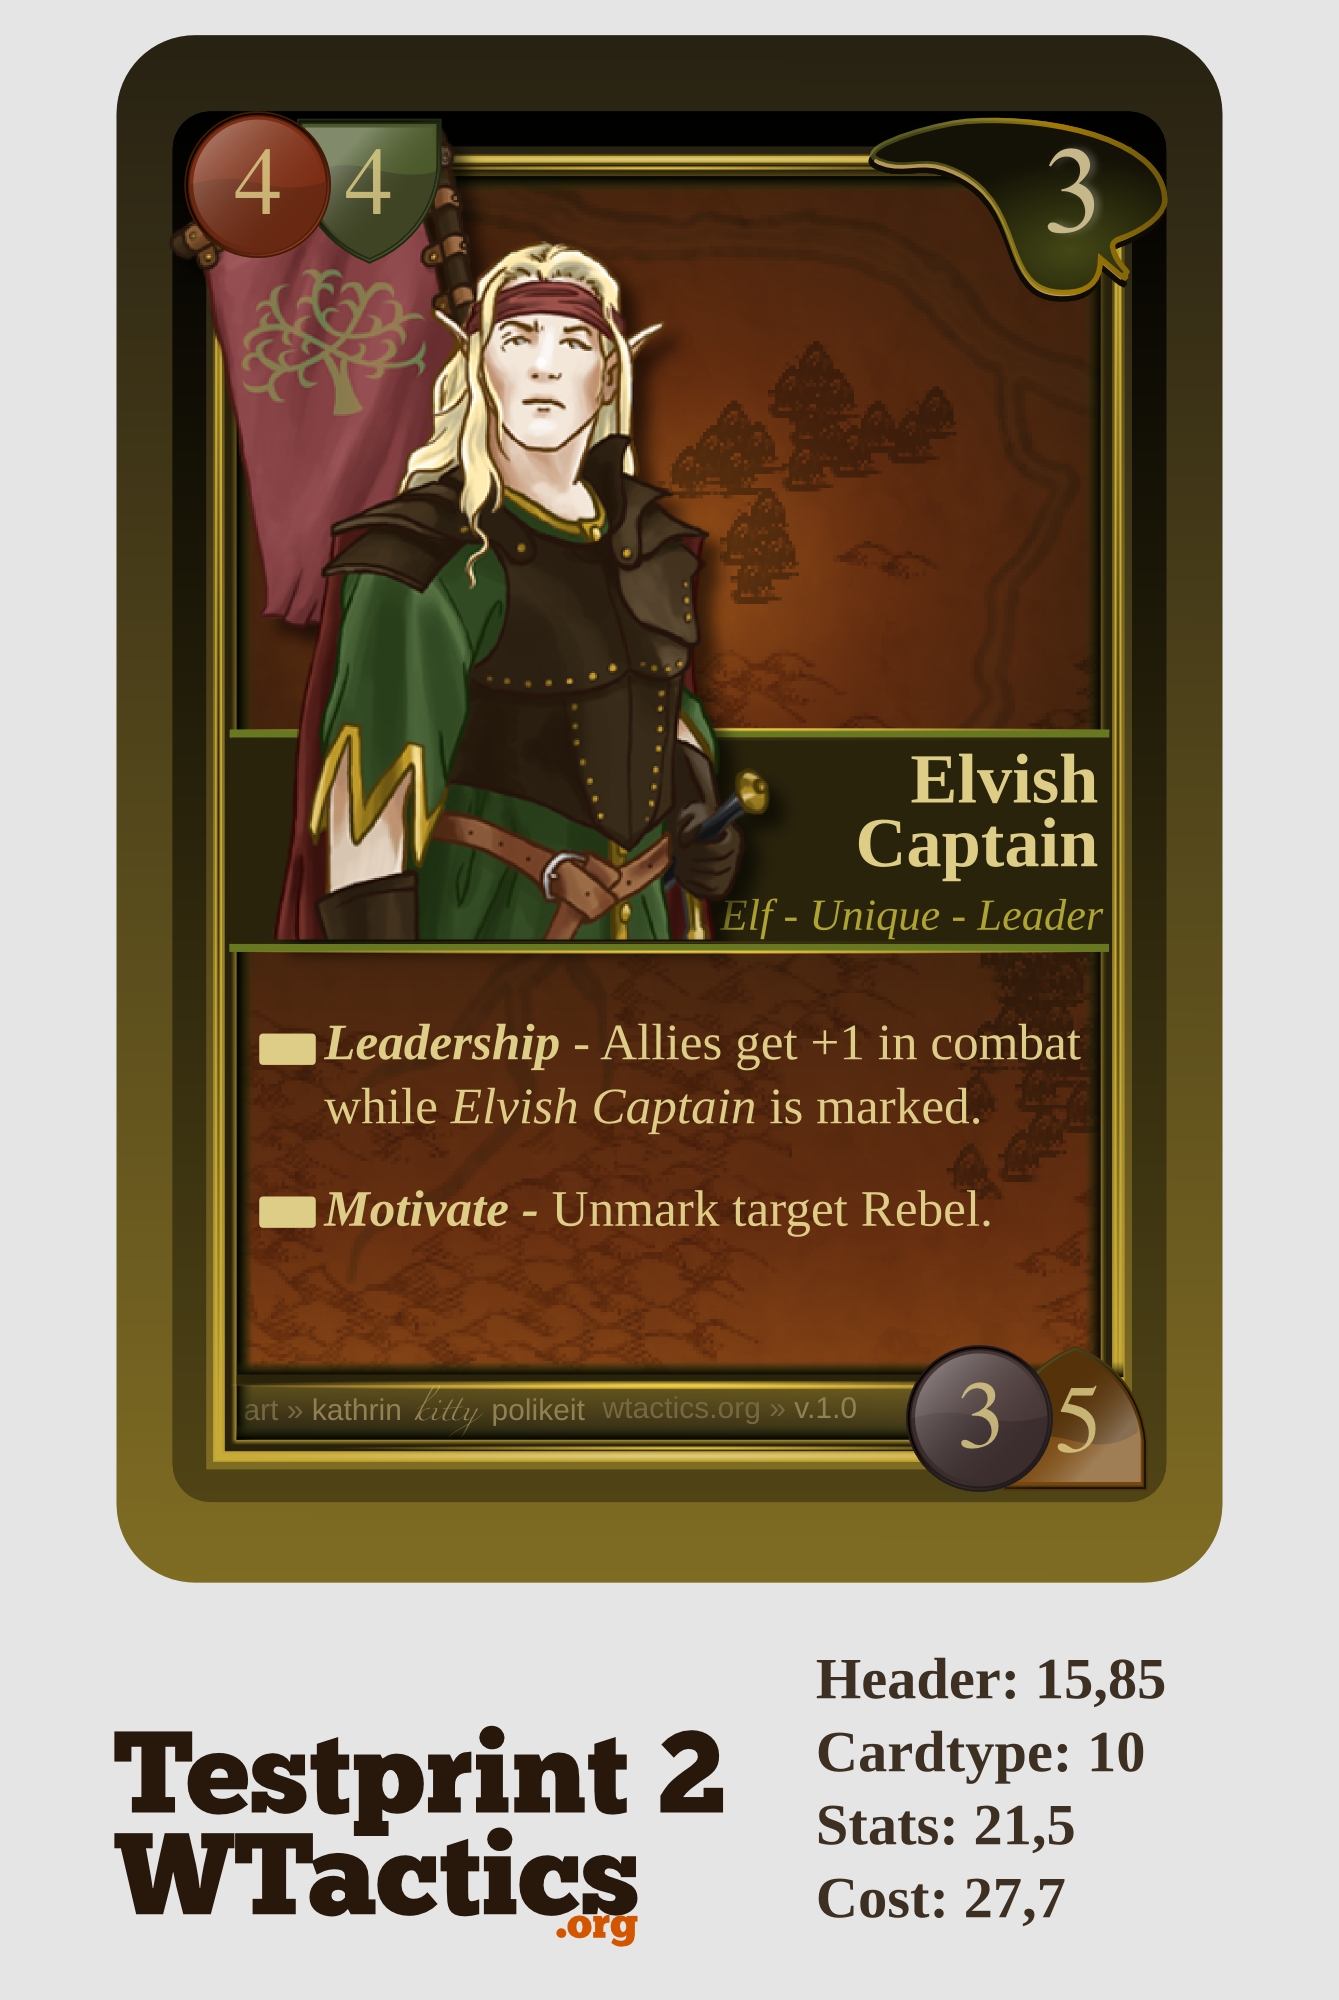 4 4 3
Elvish
Captain
Elf - Unique - Leader
Leadership - Allies get +1 in combat
while Elvish Captain is marked.
Motivate - Unmark target Rebel.
art » kathrin kitty polikeit wtactics.org » v.1.0
3 5
Header: 15,85
Cardtype: 10
Stats: 21,5
Cost: 27,7
Testprint 2
WTactics
.org